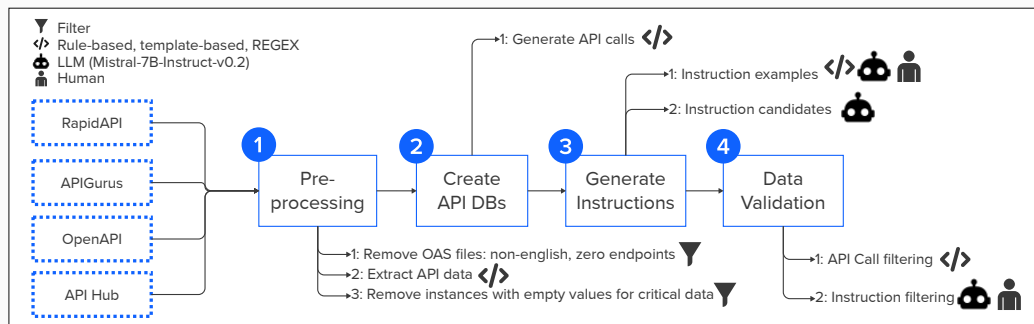 Filter
Rule-based, template-based, REGEX
LLM (Mistral-7B-Instruct-v0.2)
Human
RapidAPI
APIGurus
OpenAPI
API Hub
1
Pre-
processing
1: Remove OAS files: non-english, zero endpoints
2: Extract API data
3: Remove instances with empty values for critical data
2
Create
API DBs
1: Generate API calls
3
Generate
Instructions
1: Instruction examples
2: Instruction candidates
4
Data
Validation
1: API Call filtering
2: Instruction filtering